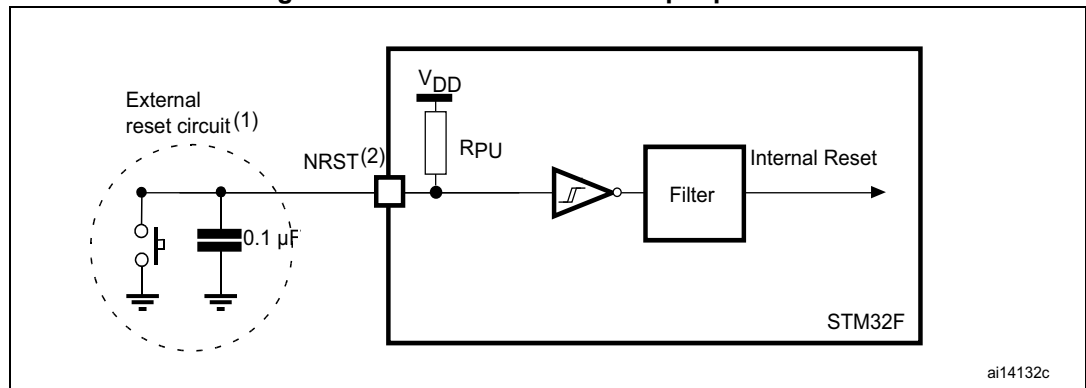 VDD
External
reset circuit(1)
NRST(2)
RPU
Internal Reset
Filter
0.1 μF
STM32F
ai14132c